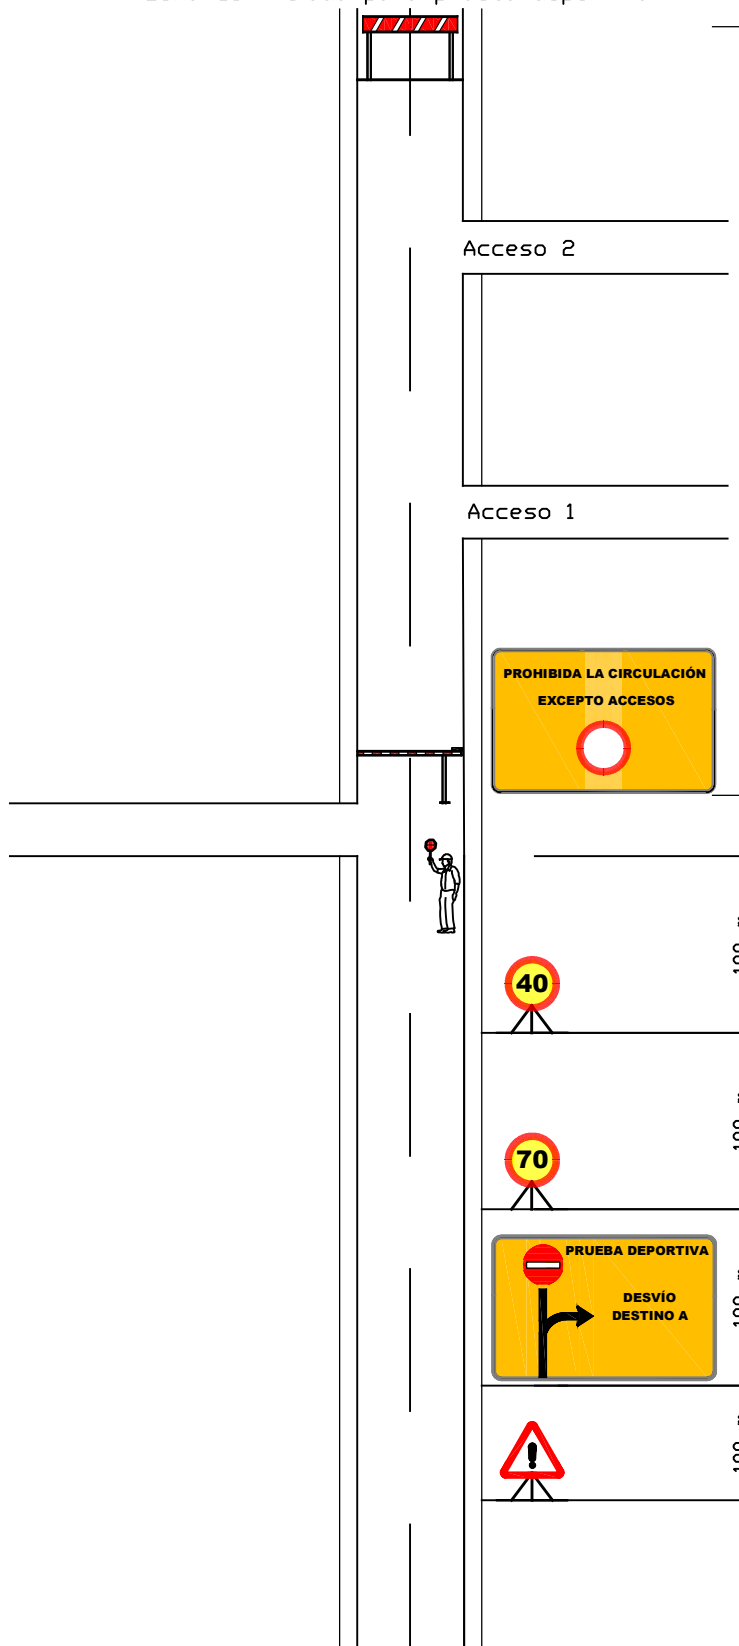 Acceso 2
Acceso 1
PROHIBIDA LA CIRCULACIÓN
EXCEPTO ACCESOS
40
70
PRUEBA DEPORTIVA
DESVÍO
DESTINO A